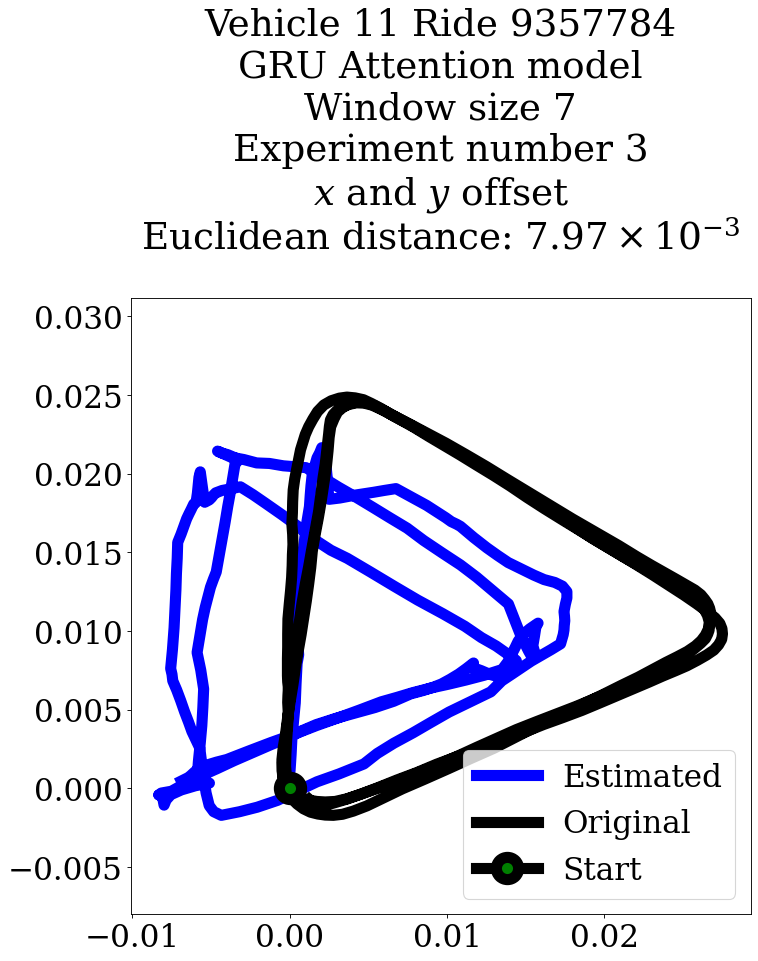 Vehicle 11 Ride 9357784
GRU Attention model
Window size 7
Experiment number 3
x and y offset
Euclidean distance: 7.97 × 10⁻³
0.030
0.025
0.020
0.015
0.010
0.005
0.000
−0.005
−0.01
0.00
0.01
0.02
Estimated
Original
Start